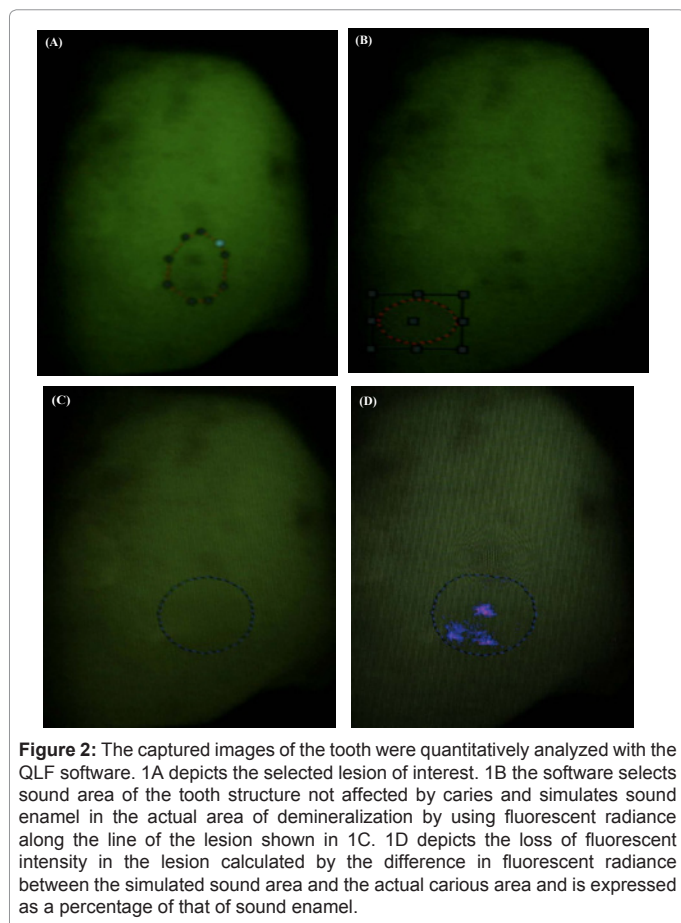 (A)
(B)
(C)
(D)
Figure 2: The captured images of the tooth were quantitatively analyzed with the
QLF software. 1A depicts the selected lesion of interest. 1B the software selects
sound area of the tooth structure not affected by caries and simulates sound
enamel in the actual area of demineralization by using fluorescent radiance
along the line of the lesion shown in 1C. 1D depicts the loss of fluorescent
intensity in the lesion calculated by the difference in fluorescent radiance
between the simulated sound area and the actual carious area and is expressed
as a percentage of that of sound enamel.